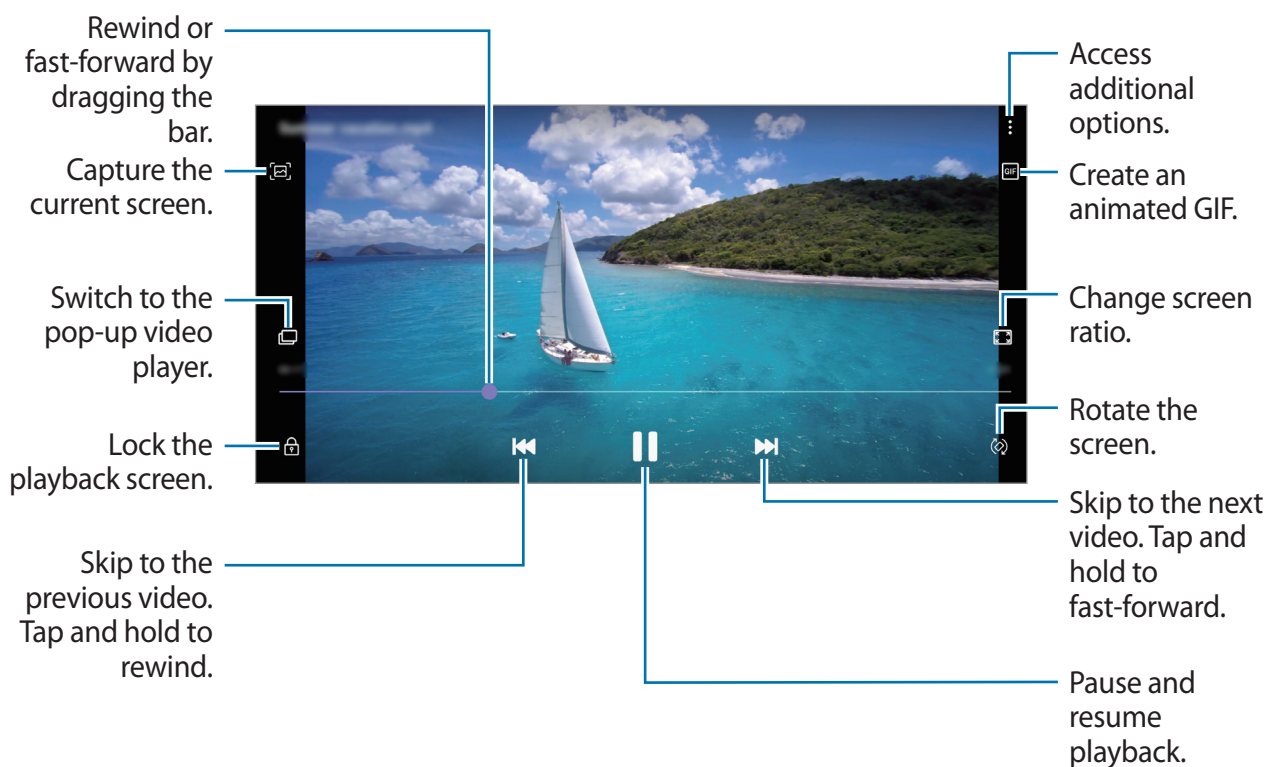 Rewind or
fast-forward by
dragging the
bar.
Capture the
current screen.
Switch to the
pop-up video
player.
Lock the
playback screen.
Skip to the
previous video.
Tap and hold to
rewind.
Access
additional
options.
GIF
Create an
animated GIF.
Change screen
ratio.
Rotate the
screen.
Skip to the next
video. Tap and
hold to
fast-forward.
Pause and
resume
playback.